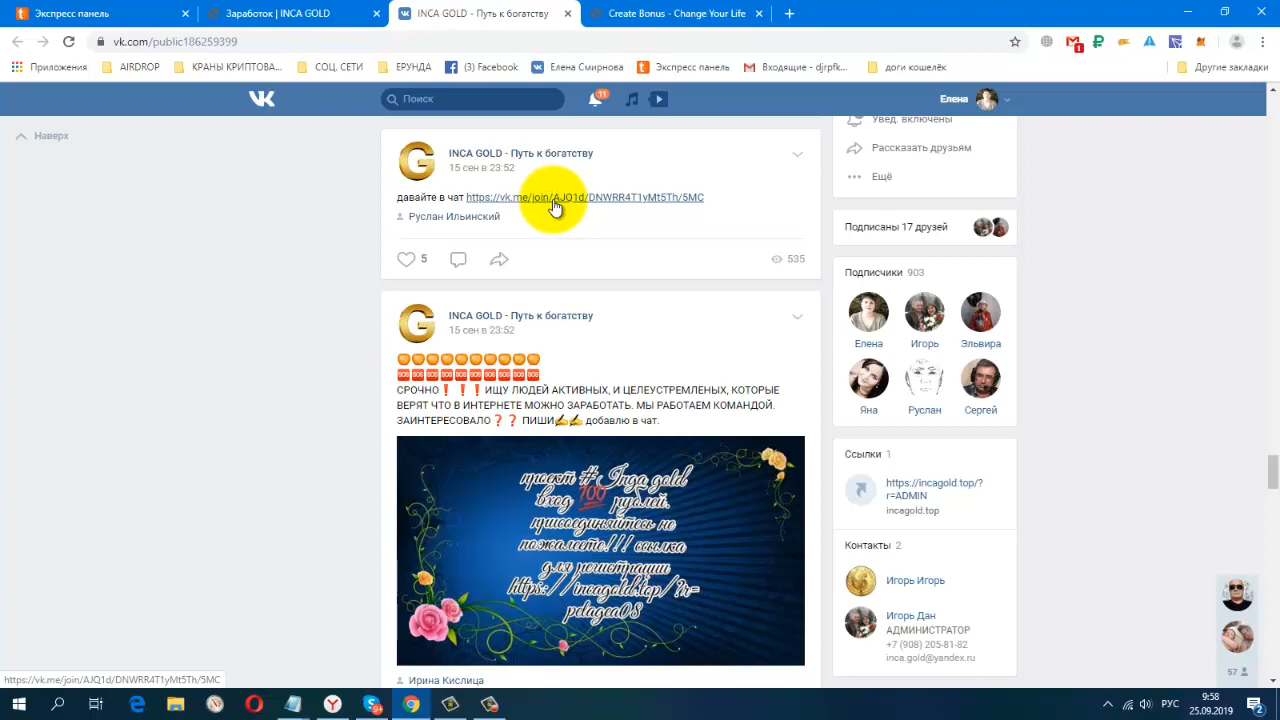 Экспресс панель
Заработок | INCA GOLD
INCA GOLD - Путь к богатству
Create Bonus - Change Your Life
vk.com/public186259399
1
Приложения
AIRDROP
КРАНЫ КРИПТОВА...
СОЦ. СЕТИ
ЕРУНДА
(3) Facebook
Елена Смирнова
Экспресс панель
Входящие - djrpfk...
доги кошелёк
Другие закладки
Поиск
11
Елена
Наверх
INCA GOLD - Путь к богатству
15 сен в 23:52
давайте в чат https://vk.me/join/AJQ1d/DNWRR4T1yMt5Th/5MC
Руслан Ильинский
5
535
INCA GOLD - Путь к богатству
15 сен в 23:52
СРОЧНО❗❗❗ИЩУ ЛЮДЕЙ АКТИВНЫХ, И ЦЕЛЕУСТРЕМЛЕНЫХ, КОТОРЫЕ
ВЕРЯТ ЧТО В ИНТЕРНЕТЕ МОЖНО ЗАРАБОТАТЬ. МЫ РАБОТАЕМ КОМАНДОЙ.
ЗАИНТЕРЕСОВАЛО❓❓ ПИШИ✍✍ добавлю в чат.
проект # Inga gold
вход 💯 рублей.
присоединяйтесь не
пожалеете!!! ссылка
для регистрации
https://incagold.top/?r=
pelagea08
Ирина Кислица
Увед. включены
Рассказать друзьям
Ещё
Подписаны 17 друзей
Подписчики 903
Елена
Игорь
Эльвира
Яна
Руслан
Сергей
Ссылки 1
https://incagold.top/?
r=ADMIN
incagold.top
Контакты 2
Игорь Игорь
Игорь Дан
АДМИНИСТРАТОР
+7 (908) 205-81-82
inca.gold@yandex.ru
57
https://vk.me/join/AJQ1d/DNWRR4T1yMt5Th/5MC
РУС
9:58
25.09.2019
2